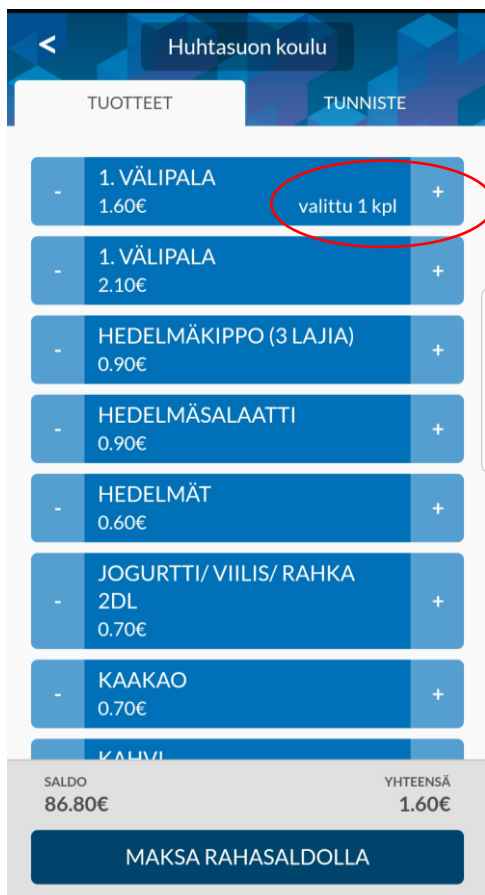 <
Huhtasuon koulu
TUOTTEET TUNNISTE
1. VÄLIPALA
- 1.60€ valittu 1 kpl +
1. VÄLIPALA
- 2.10€ +
HEDELMÄKIPPO (3 LAJIA)
- 0.90€ +
HEDELMÄSALAATTI
- 0.90€ +
HEDELMÄT
- 0.60€ +
JOGURTTI/ VIILIS/ RAHKA
- 2DL +
0.70€
KAAKAO
- 0.70€ +
KAHVI
SALDO YHTEENSÄ
86.80€ 1.60€
MAKSA RAHASALDOLLA